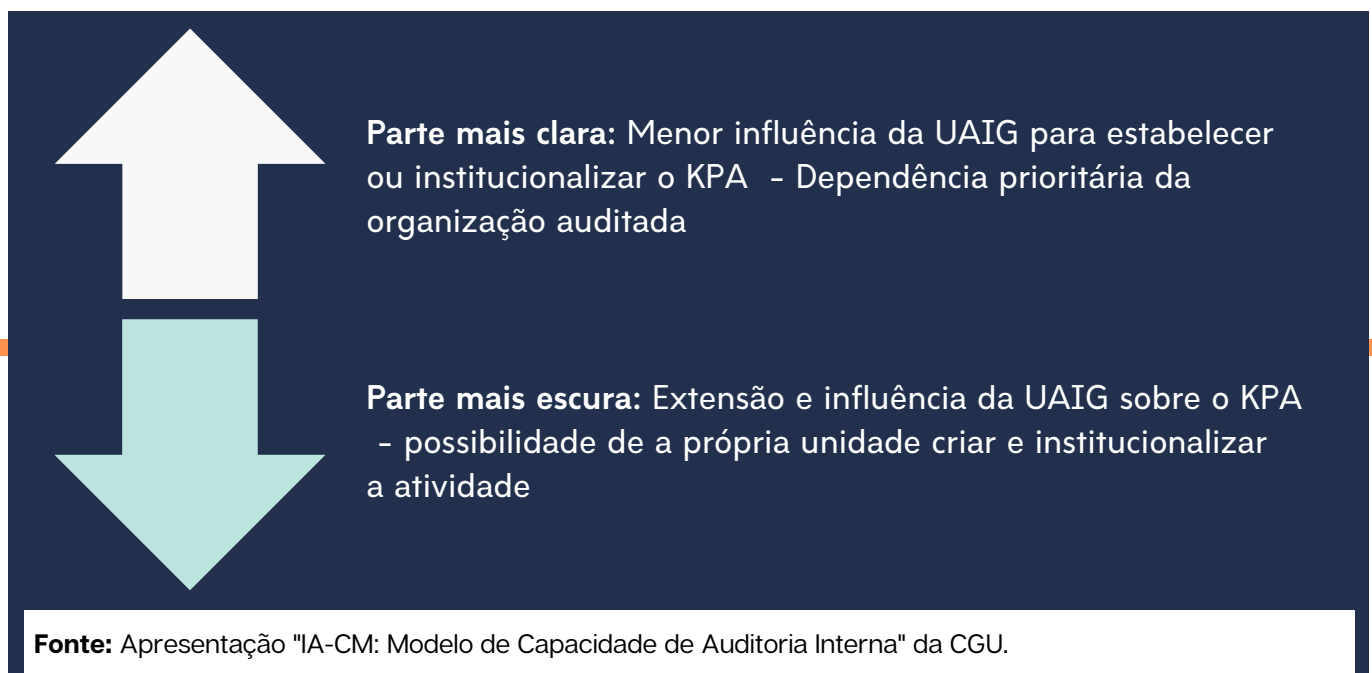 Parte mais clara: Menor influência da UAIG para estabelecer
ou institucionalizar o KPA - Dependência prioritária da
organização auditada
Parte mais escura: Extensão e influência da UAIG sobre o KPA
- possibilidade de a própria unidade criar e institucionalizar
a atividade
Fonte: Apresentação "IA-CM: Modelo de Capacidade de Auditoria Interna" da CGU.